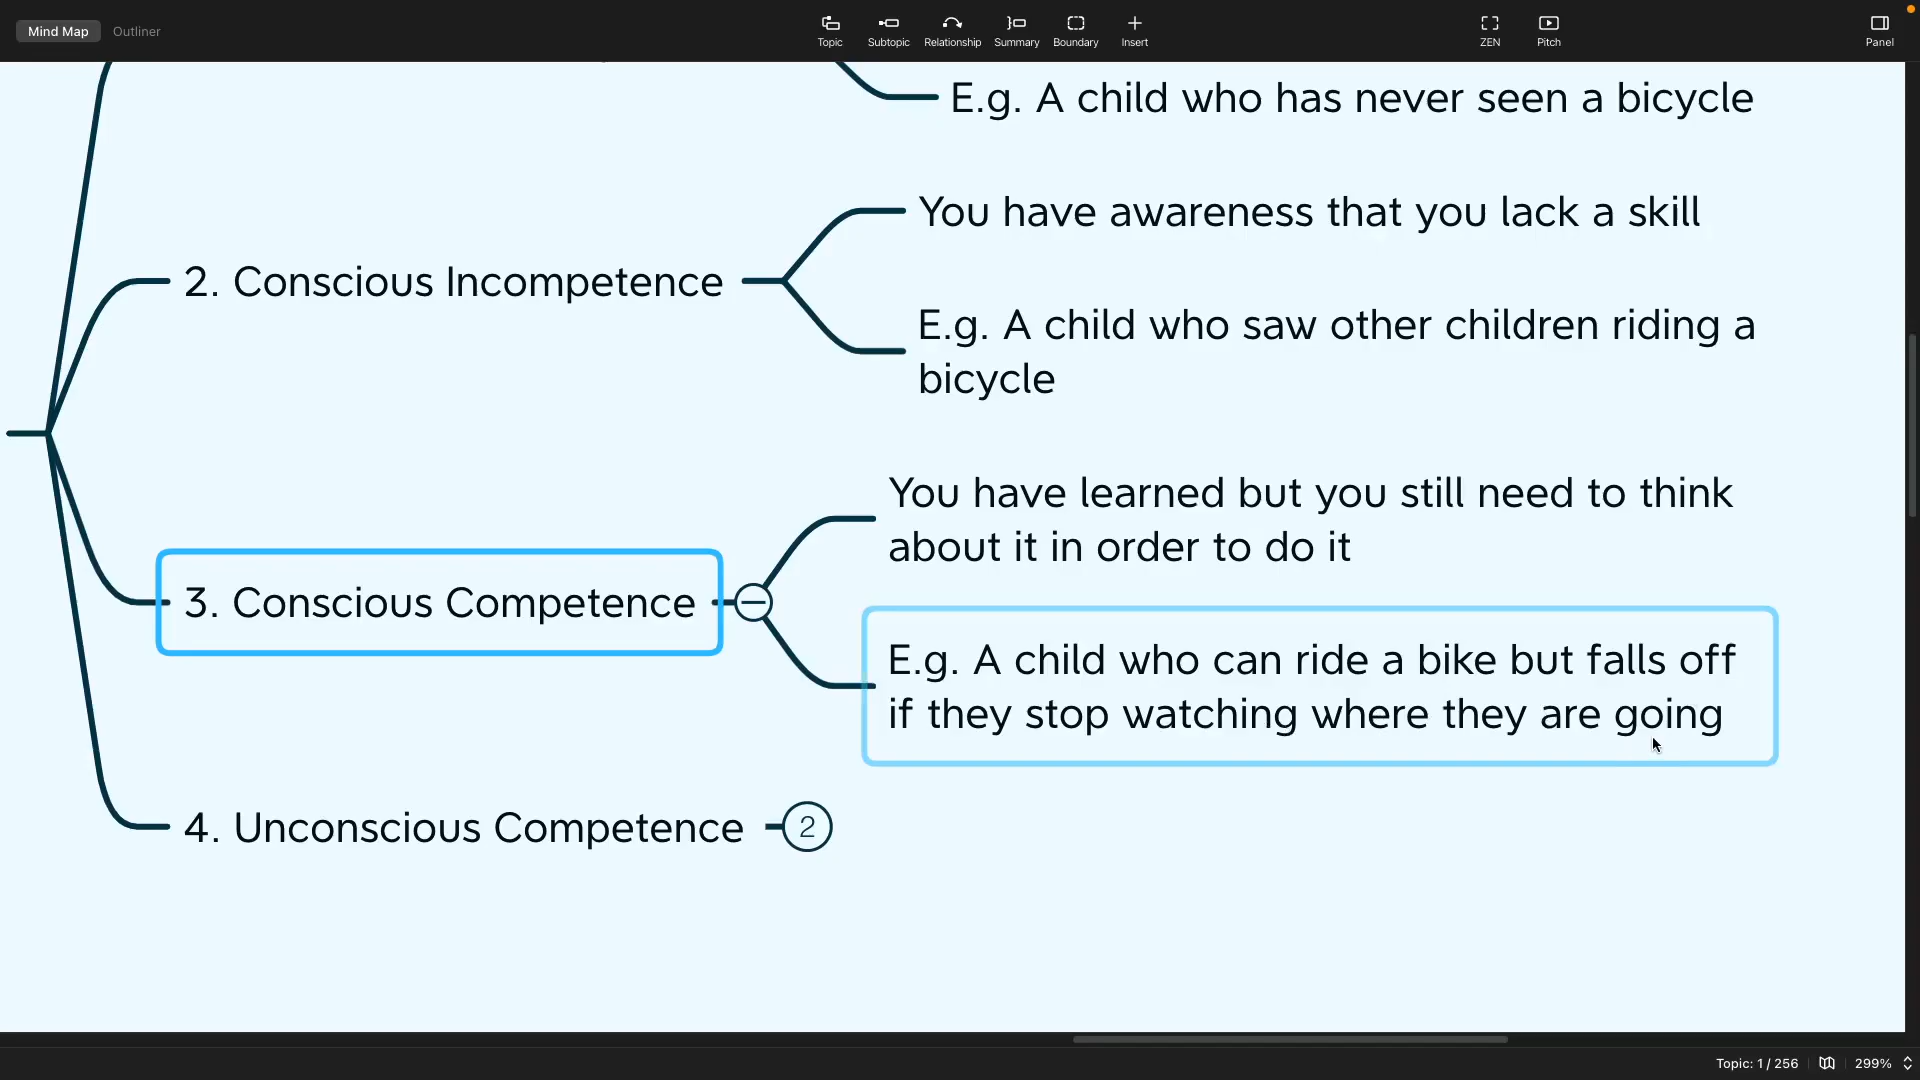 Mind Map
Outliner
Topic
Subtopic
Relationship
Summary
Boundary
Insert
ZEN
Pitch
Panel
E.g. A child who has never seen a bicycle
2. Conscious Incompetence
You have awareness that you lack a skill
E.g. A child who saw other children riding a
bicycle
3. Conscious Competence
You have learned but you still need to think
about it in order to do it
E.g. A child who can ride a bike but falls off
if they stop watching where they are going
4. Unconscious Competence
2
Topic: 1 / 256
299%